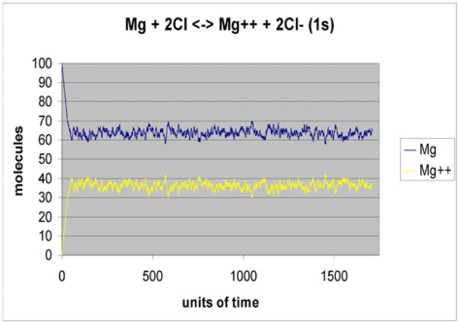 Mg + 2Cl <-> Mg++ + 2Cl- (1s)
100
90
80
70
60
50
40
30
20
10
0
molecules
0 500 1000 1500
units of time
Mg
Mg++